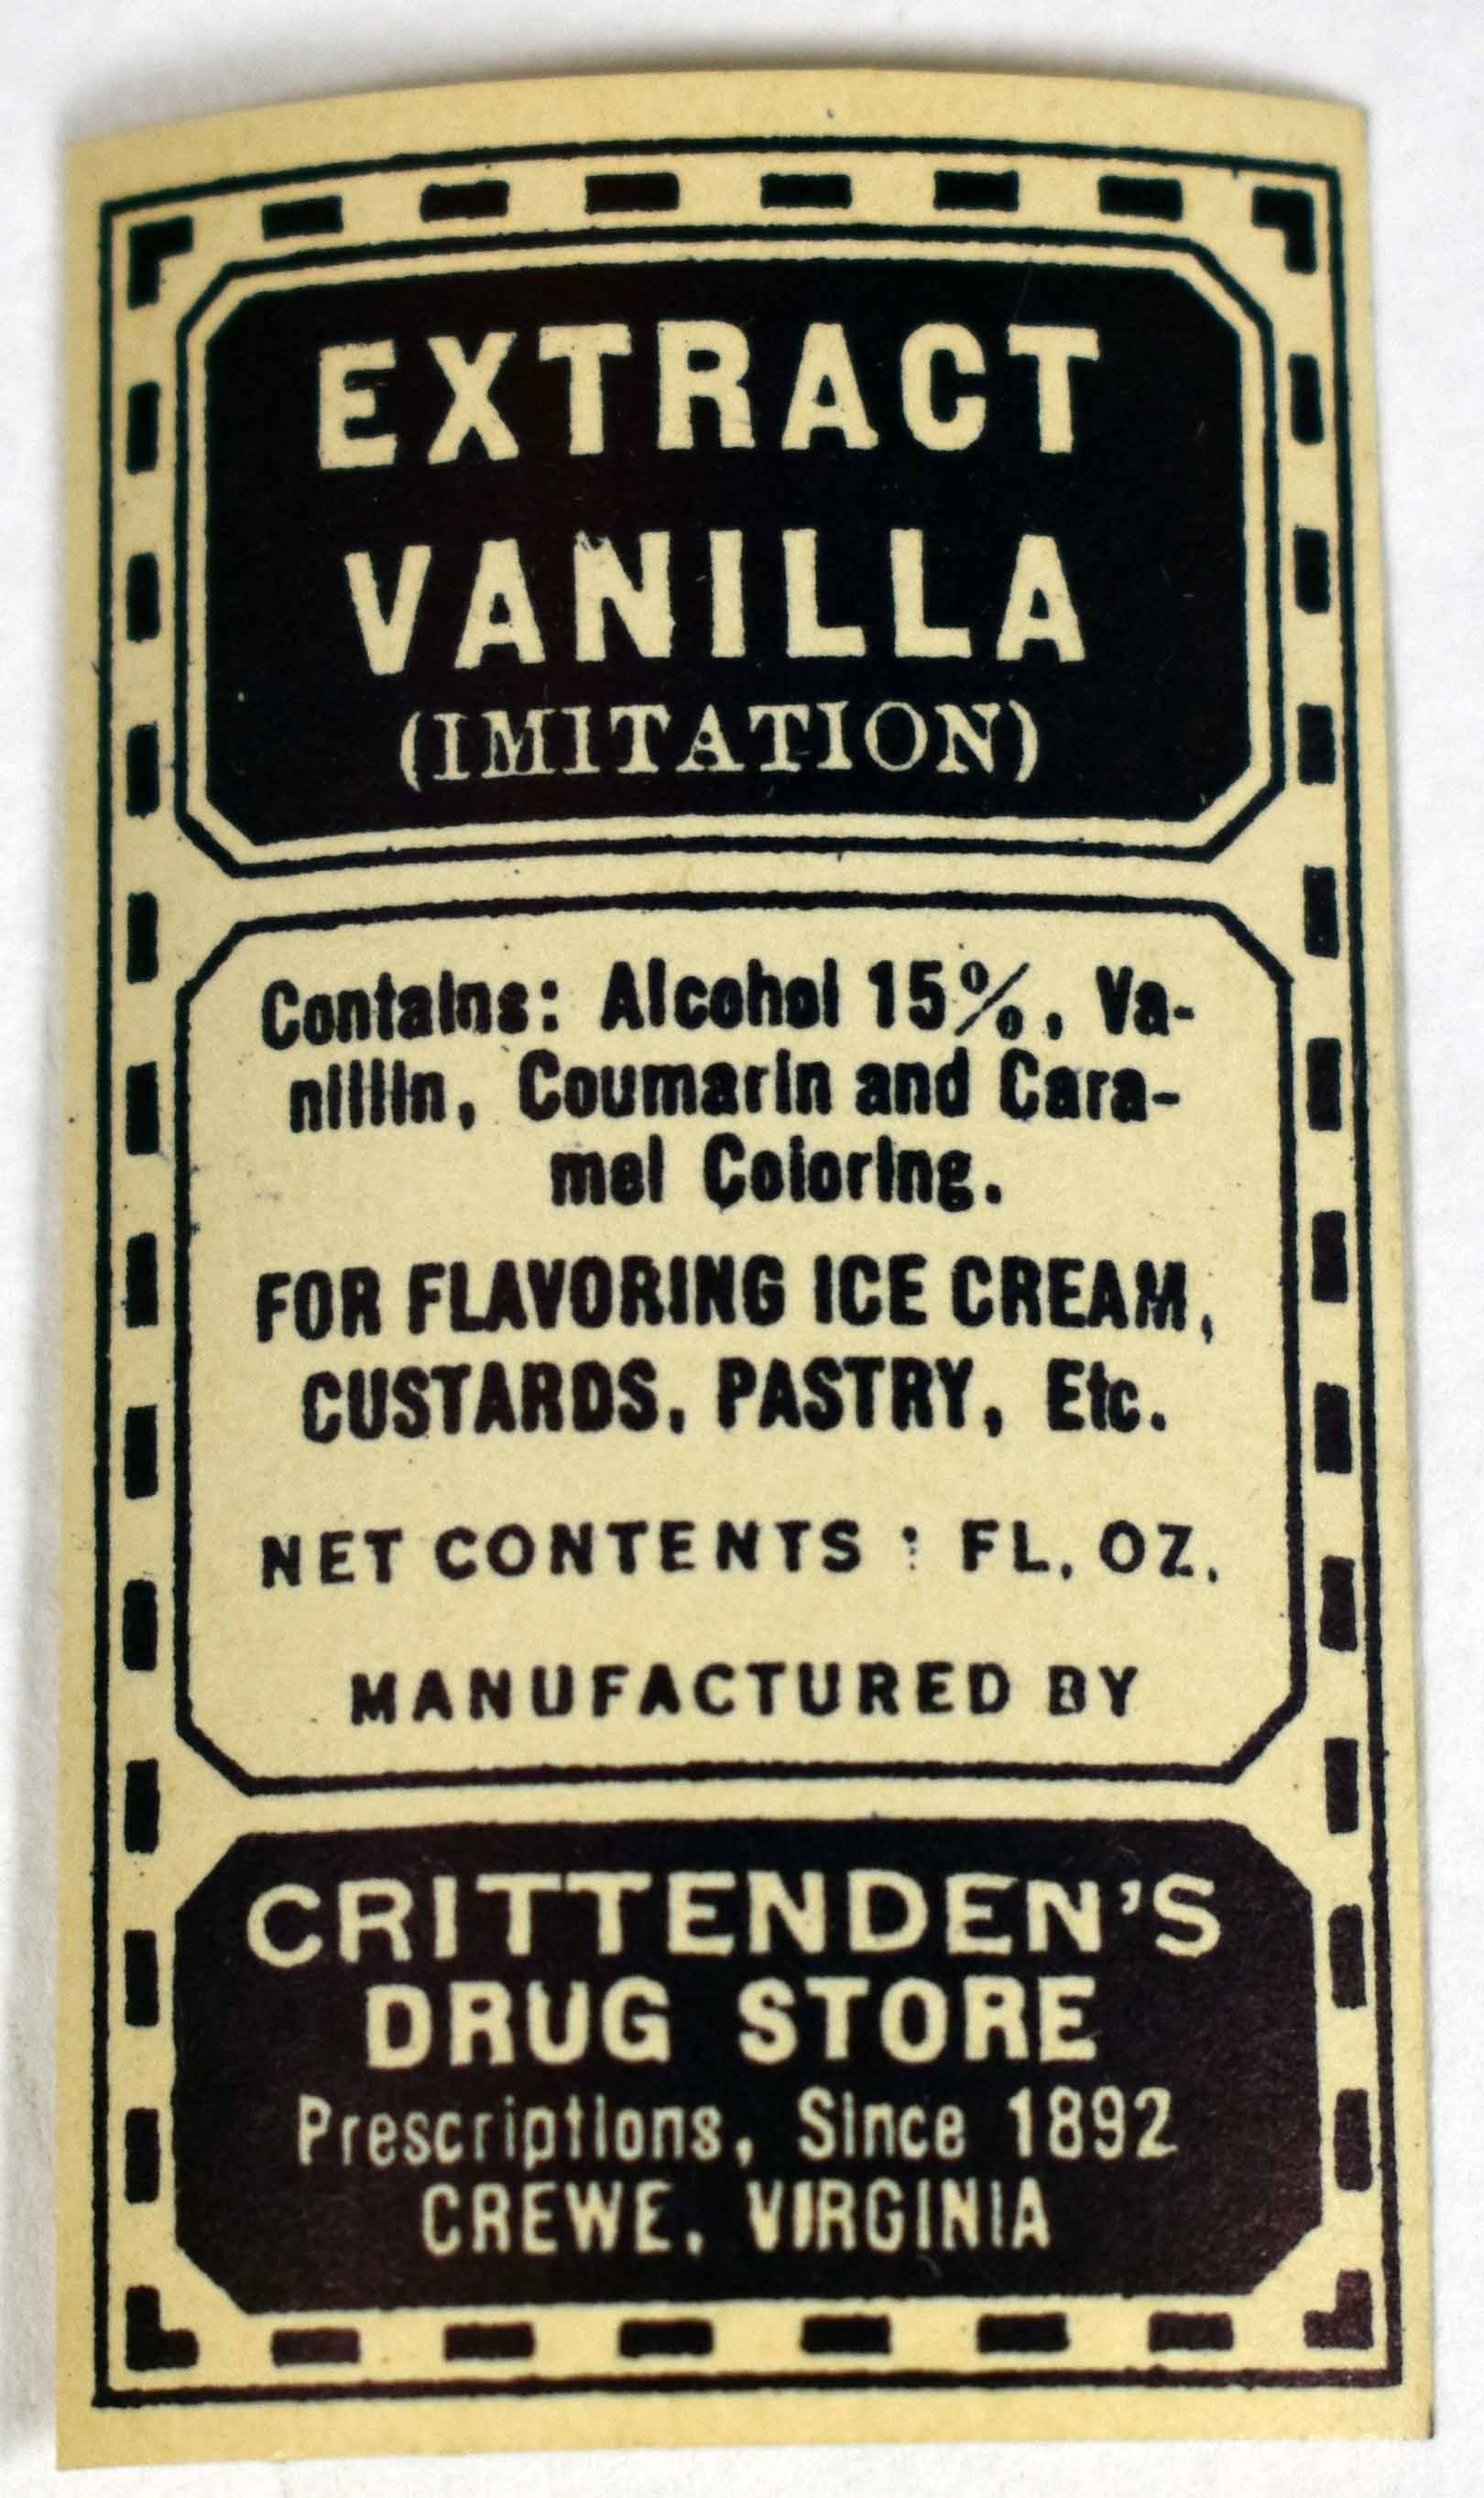 EXTRACT
VANILLA
(IMITATION)
Contains: Alcohol 15%, Va-
nillin, Coumarin and Cara-
mel Coloring.
FOR FLAVORING ICE CREAM,
CUSTARDS, PASTRY, Etc.
NET CONTENTS : FL. OZ.
MANUFACTURED BY
CRITTENDEN'S
DRUG STORE
Prescriptions, Since 1892
CREWE, VIRGINIA